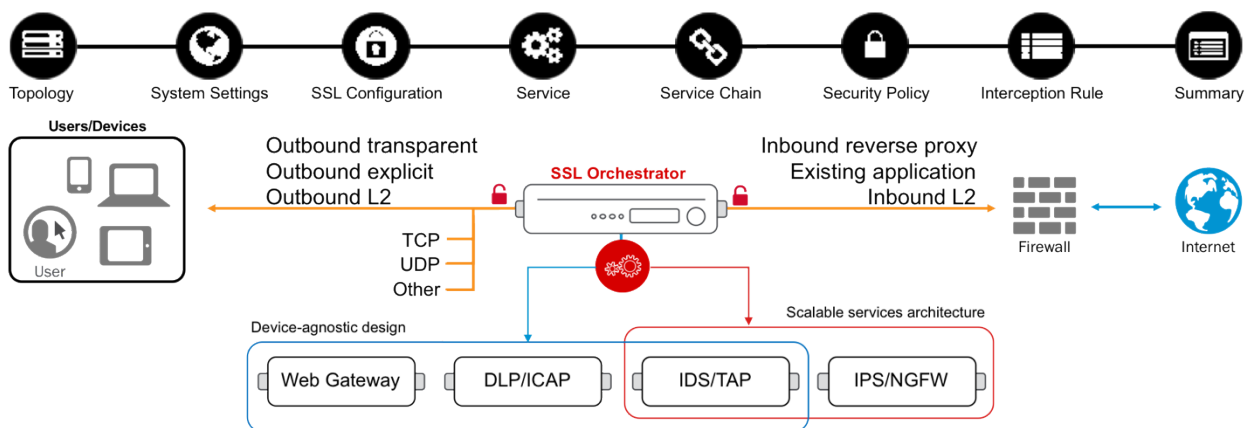 Topology
System Settings
SSL Configuration
Service
Service Chain
Security Policy
Interception Rule
Summary
Users/Devices
User
Outbound transparent
Outbound explicit
Outbound L2
TCP
UDP
Other
SSL Orchestrator
Inbound reverse proxy
Existing application
Inbound L2
Firewall
Internet
Device-agnostic design
Scalable services architecture
Web Gateway
DLP/ICAP
IDS/TAP
IPS/NGFW